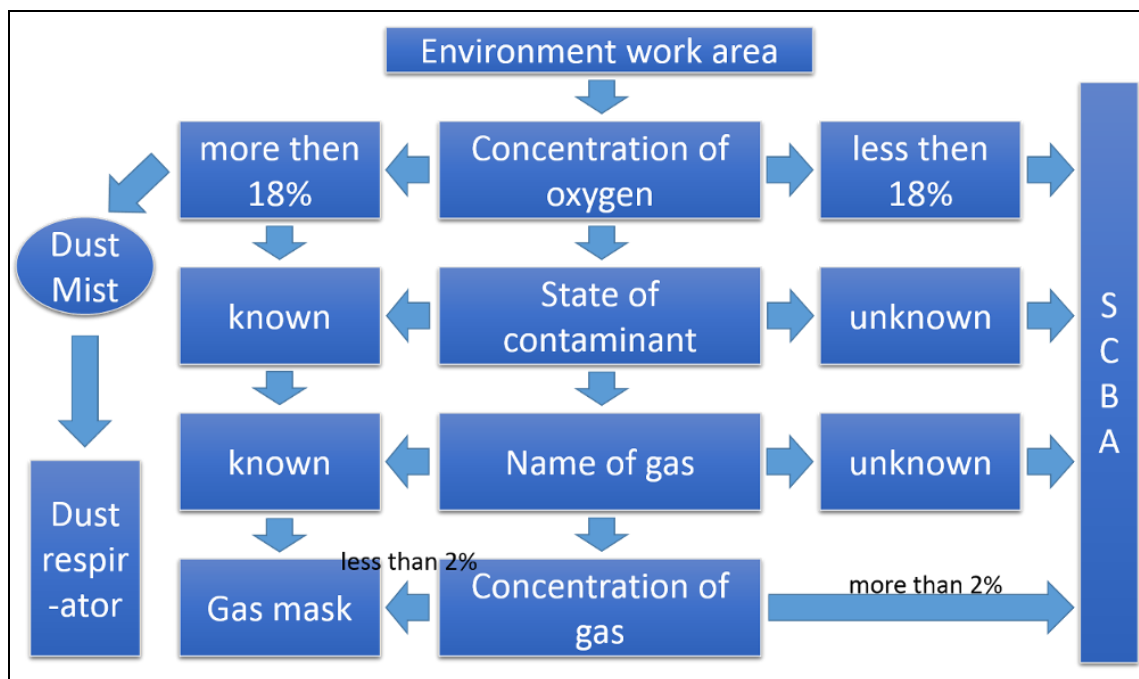 Environment work area
more then
18%
Concentration of
oxygen
less then
18%
Dust
Mist
known
State of
contaminant
unknown
S
C
B
A
known
Name of gas
unknown
Dust
respir
-ator
less than 2%
Gas mask
Concentration of
gas
more than 2%